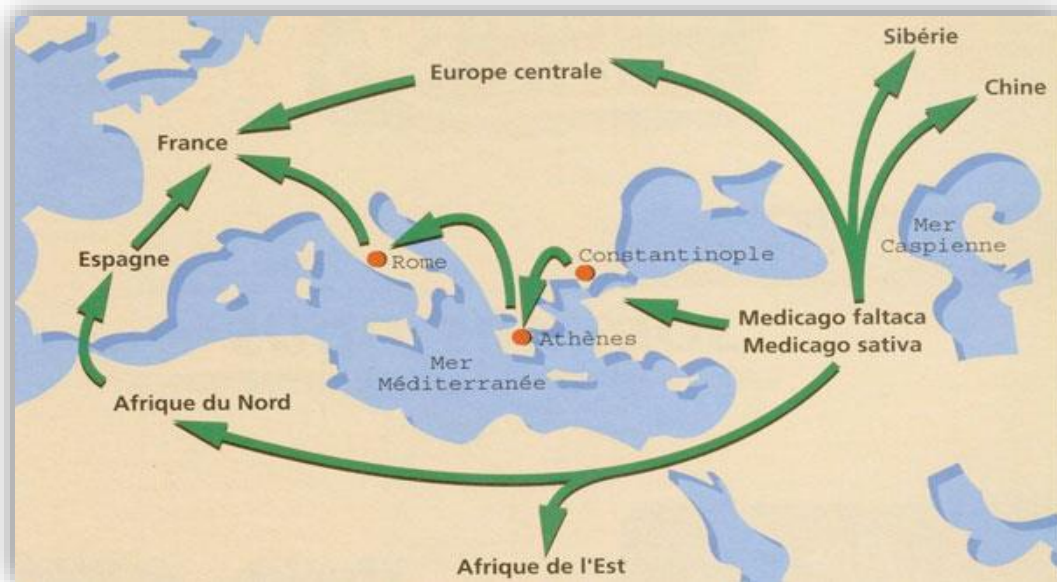 Sibérie
Europe centrale
Chine
France
Mer
Caspienne
Espagne
Rome
Constantinople
Medicago faltaca
Medicago sativa
Athènes
Mer
Méditerranée
Afrique du Nord
Afrique de l'Est